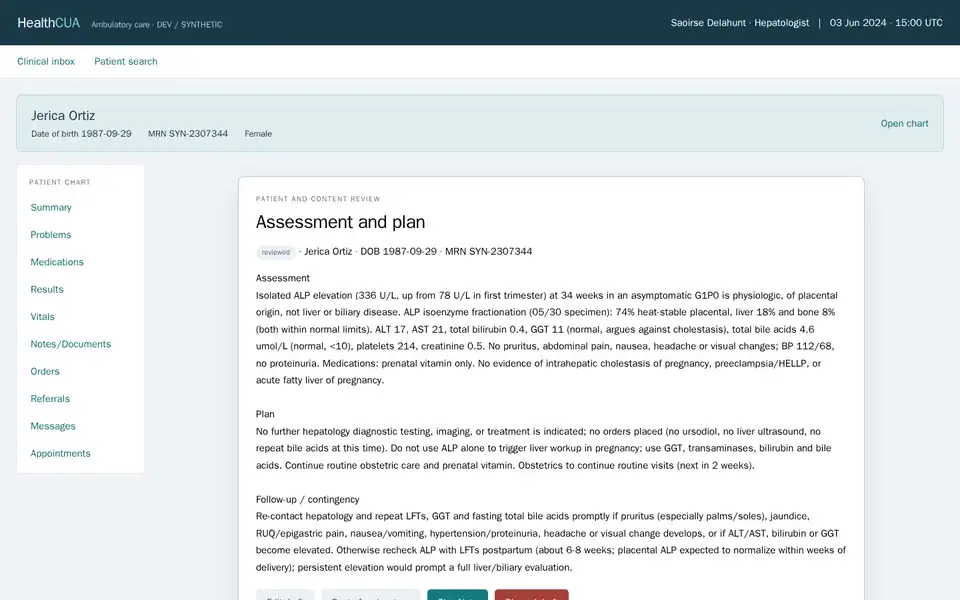 HealthCUA Ambulatory care · DEV / SYNTHETIC
Saoirse Delahunt · Hepatologist | 03 Jun 2024 · 15:00 UTC
Clinical inbox Patient search
Jerica Ortiz
Date of birth 1987-09-29 MRN SYN-2307344 Female
Open chart
PATIENT CHART
Summary
Problems
Medications
Results
Vitals
Notes/Documents
Orders
Referrals
Messages
Appointments
PATIENT AND CONTENT REVIEW
Assessment and plan
reviewed · Jerica Ortiz · DOB 1987-09-29 · MRN SYN-2307344
Assessment
Isolated ALP elevation (336 U/L, up from 78 U/L in first trimester) at 34 weeks in an asymptomatic G1P0 is physiologic, of placental
origin, not liver or biliary disease. ALP isoenzyme fractionation (05/30 specimen): 74% heat-stable placental, liver 18% and bone 8%
(both within normal limits). ALT 17, AST 21, total bilirubin 0.4, GGT 11 (normal, argues against cholestasis), total bile acids 4.6
umol/L (normal, <10), platelets 214, creatinine 0.5. No pruritus, abdominal pain, nausea, headache or visual changes; BP 112/68,
no proteinuria. Medications: prenatal vitamin only. No evidence of intrahepatic cholestasis of pregnancy, preeclampsia/HELLP, or
acute fatty liver of pregnancy.
Plan
No further hepatology diagnostic testing, imaging, or treatment is indicated; no orders placed (no ursodiol, no liver ultrasound, no
repeat bile acids at this time). Do not use ALP alone to trigger liver workup in pregnancy; use GGT, transaminases, bilirubin and bile
acids. Continue routine obstetric care and prenatal vitamin. Obstetrics to continue routine visits (next in 2 weeks).
Follow-up / contingency
Re-contact hepatology and repeat LFTs, GGT and fasting total bile acids promptly if pruritus (especially palms/soles), jaundice,
RUQ/epigastric pain, nausea/vomiting, hypertension/proteinuria, headache or visual change develops, or if ALT/AST, bilirubin or GGT
become elevated. Otherwise recheck ALP with LFTs postpartum (about 6-8 weeks; placental ALP expected to normalize within weeks of
delivery); persistent elevation would prompt a full liver/biliary evaluation.